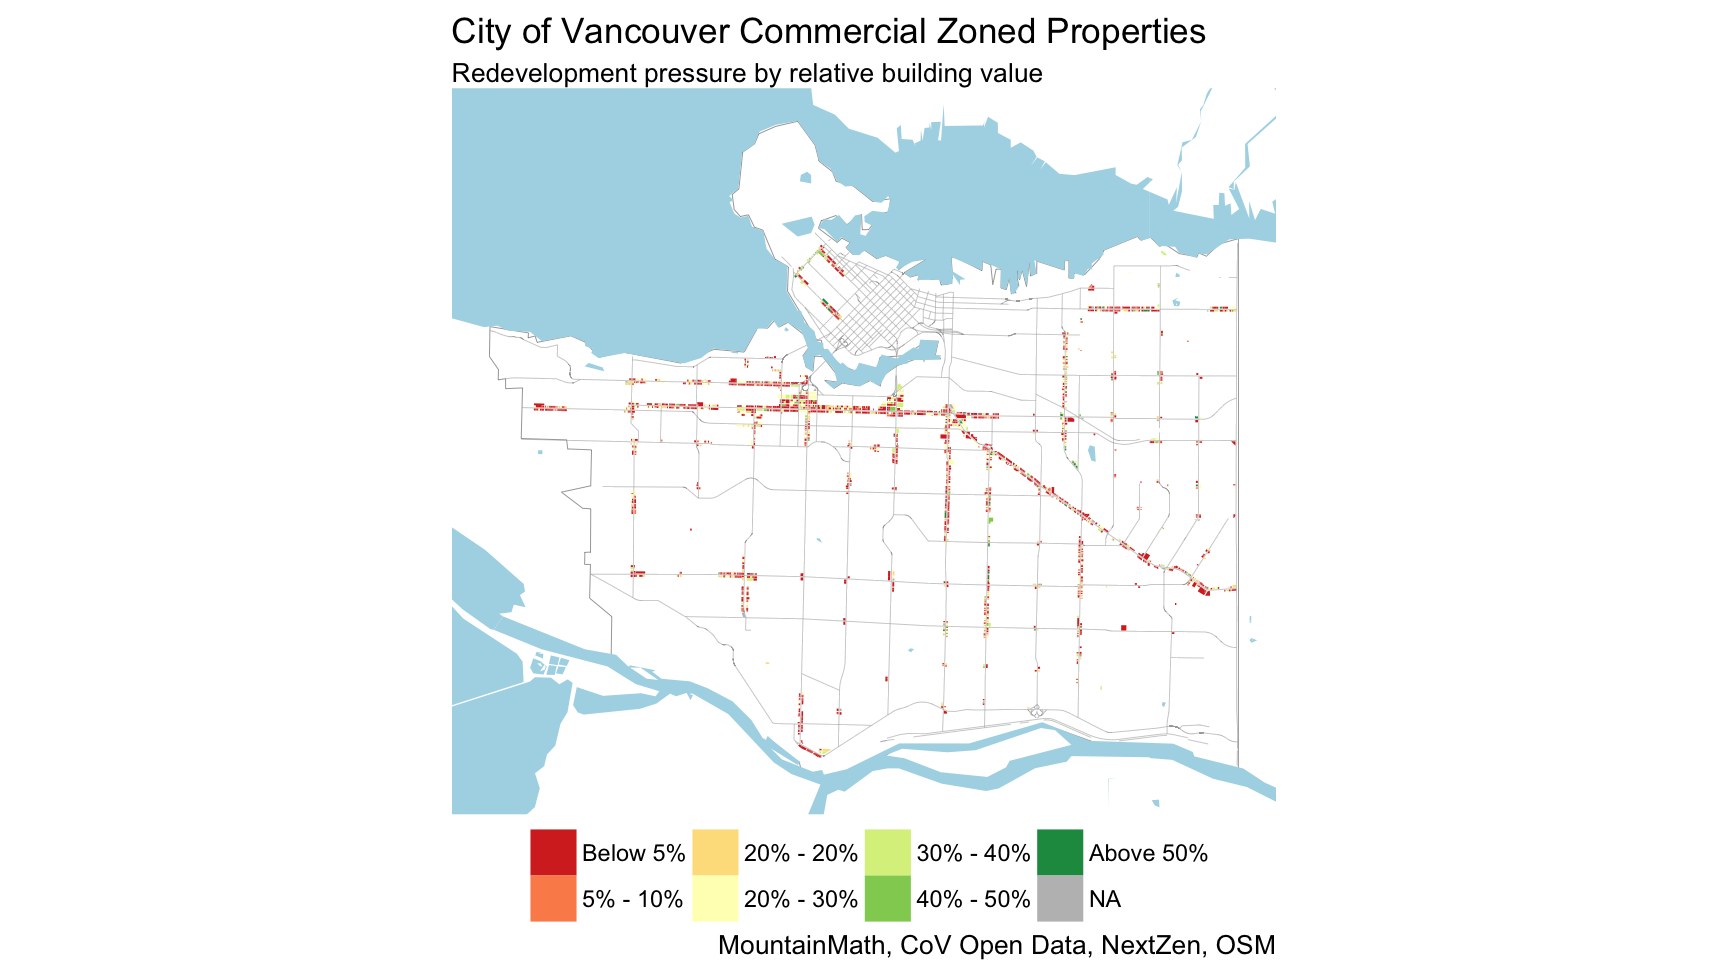 City of Vancouver Commercial Zoned Properties
Redevelopment pressure by relative building value
Below 5%
20% - 20%
30% - 40%
Above 50%
5% - 10%
20% - 30%
40% - 50%
NA
MountainMath, CoV Open Data, NextZen, OSM